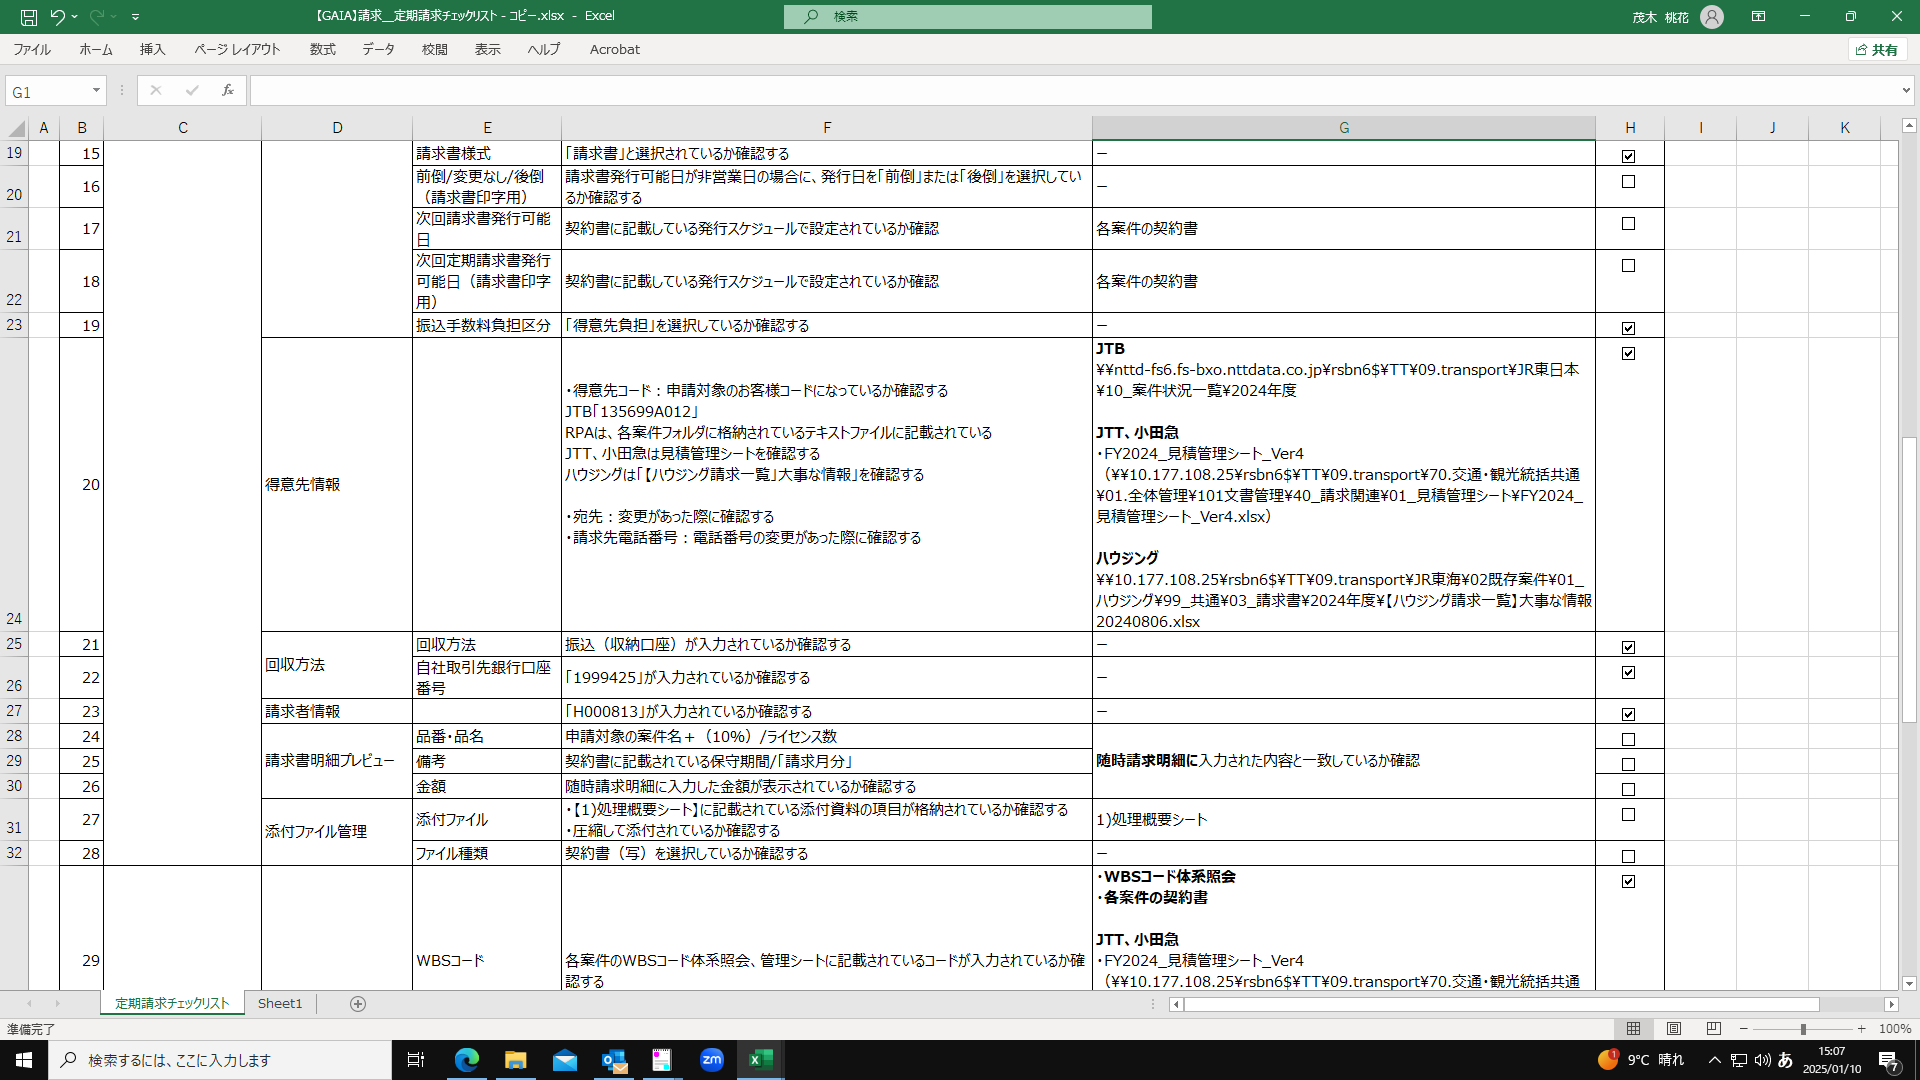 【GAIA】請求＿定期請求チェックリスト - コピー.xlsx - Excel
検索
茂木 桃花
ファイル ホーム 挿入 ページ レイアウト 数式 データ 校閲 表示 ヘルプ Acrobat
共有
G1
fx
A B C D E F G H I J K
19 15 請求書様式 「請求書」と選択されているか確認する －
20 16
前倒/変更なし/後倒
（請求書印字用）
請求書発行可能日が非営業日の場合に、発行日を「前倒」または「後倒」を選択してい
るか確認する
－
21 17
次回請求書発行可能
日
契約書に記載している発行スケジュールで設定されているか確認
各案件の契約書
22 18
次回定期請求書発行
可能日（請求書印字
用）
契約書に記載している発行スケジュールで設定されているか確認
各案件の契約書
23 19 振込手数料負担区分 「得意先負担」を選択しているか確認する －
24 20 得意先情報
・得意先コード：申請対象のお客様コードになっているか確認する
JTB「135699A012」
RPAは、各案件フォルダに格納されているテキストファイルに記載されている
JTT、小田急は見積管理シートを確認する
ハウジングは「【ハウジング請求一覧」大事な情報」を確認する
・宛先：変更があった際に確認する
・請求先電話番号：電話番号の変更があった際に確認する
JTB
¥¥nttd-fs6.fs-bxo.nttdata.co.jp¥rsbn6$¥TT¥09.transport¥JR東日本
¥10_案件状況一覧¥2024年度
JTT、小田急
・FY2024_見積管理シート_Ver4
（¥¥10.177.108.25¥rsbn6$¥TT¥09.transport¥70.交通・観光統括共通
¥01.全体管理¥101文書管理¥40_請求関連¥01_見積管理シート¥FY2024_
見積管理シート_Ver4.xlsx）
ハウジング
¥¥10.177.108.25¥rsbn6$¥TT¥09.transport¥JR東海¥02既存案件¥01_
ハウジング¥99_共通¥03_請求書¥2024年度¥【ハウジング請求一覧】大事な情報
20240806.xlsx
25 21 回収方法 回収方法 振込（収納口座）が入力されているか確認する －
26 22
自社取引先銀行口座
番号
「1999425」が入力されているか確認する －
27 23 請求者情報 「H000813」が入力されているか確認する －
28 24 請求書明細プレビュー 品番・品名 申請対象の案件名＋（10%）/ライセンス数
29 25 備考 契約書に記載されている保守期間/「請求月分」 随時請求明細に入力された内容と一致しているか確認
30 26 金額 随時請求明細に入力した金額が表示されているか確認する
31 27 添付ファイル管理 添付ファイル
・【1)処理概要シート】に記載されている添付資料の項目が格納されているか確認する
・圧縮して添付されているか確認する
1)処理概要シート
32 28 ファイル種類 契約書（写）を選択しているか確認する －
29 WBSコード
各案件のWBSコード体系照会、管理シートに記載されているコードが入力されているか確
認する
・WBSコード体系照会
・各案件の契約書
JTT、小田急
・FY2024_見積管理シート_Ver4
（¥¥10.177.108.25¥rsbn6$¥TT¥09.transport¥70.交通・観光統括共通
定期請求チェックリスト Sheet1
準備完了
100%
検索するには、ここに入力します
zm
1
9°C 晴れ
あ
15:07
2025/01/10
7